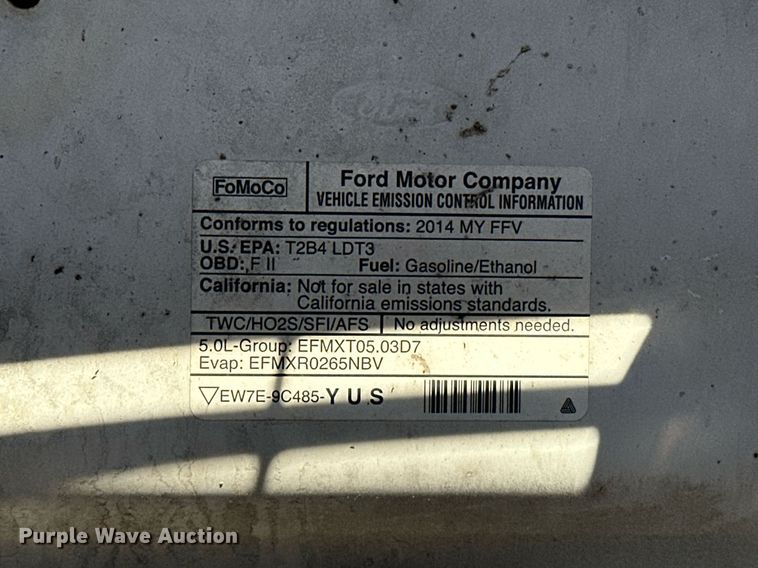 Ford
FoMoCo
Ford Motor Company
VEHICLE EMISSION CONTROL INFORMATION
Conforms to regulations: 2014 MY FFV
U.S. EPA: T2B4 LDT3
OBD: F II Fuel: Gasoline/Ethanol
California: Not for sale in states with
California emissions standards.
TWC/HO2S/SFI/AFS No adjustments needed.
5.0L-Group: EFMXT05.03D7
Evap: EFMXR0265NBV
EW7E-9C485-YUS
Purple Wave Auction